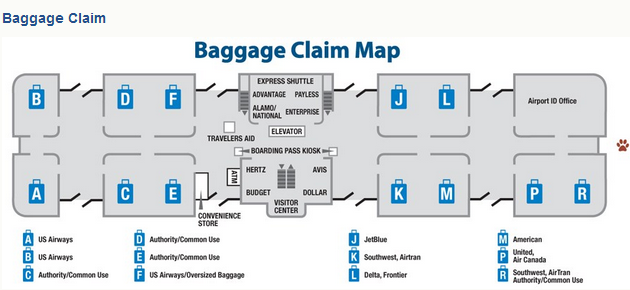 Baggage Claim
Baggage Claim Map
B
D
F
EXPRESS SHUTTLE
ADVANTAGE PAYLESS
ALAMO/
NATIONAL ENTERPRISE
J
L
Airport ID Office
TRAVELERS AID
ELEVATOR
BOARDING PASS KIOSK
A
C
E
ATM
HERTZ AVIS
BUDGET DOLLAR
K
M
P
R
CONVENIENCE
STORE
VISITOR
CENTER
A US Airways
B US Airways
C Authority/Common Use
D Authority/Common Use
E Authority/Common Use
F US Airways/Oversized Baggage
J JetBlue
K Southwest, Airtran
L Delta, Frontier
M American
P United,
Air Canada
R Southwest, AirTran
Authority/Common Use